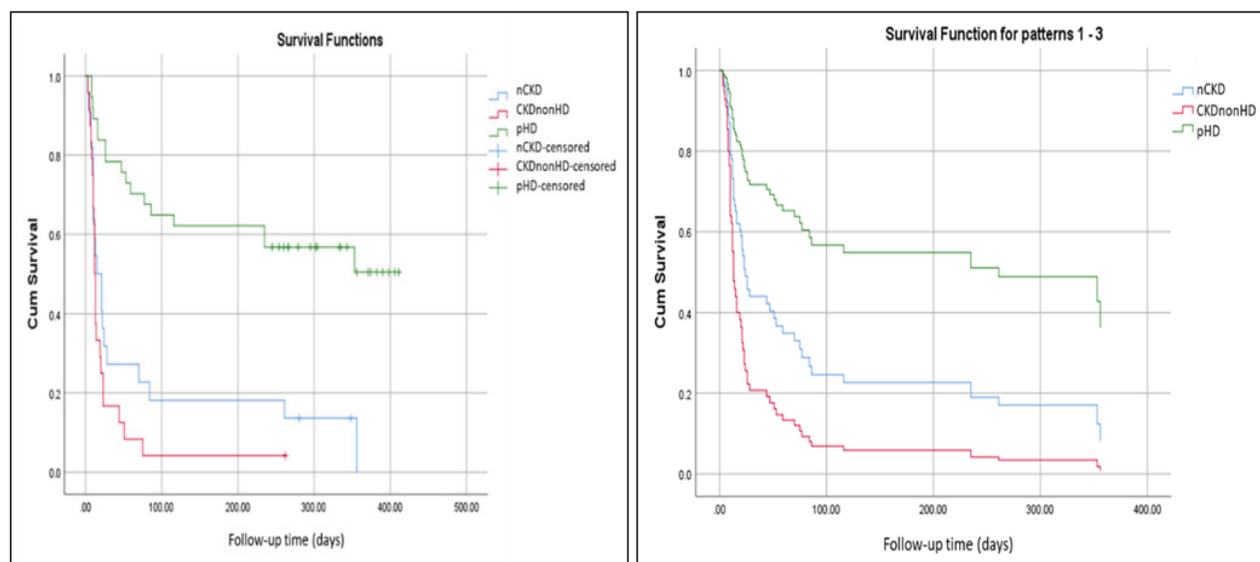 Survival Functions
nCKD
CKDnonHD
pHD
nCKD-censored
CKDnonHD-censored
pHD-censored
Cum Survival
1.0
0.8
0.6
0.4
0.2
0.0
.00
100.00
200.00
300.00
400.00
500.00
Follow-up time (days)
Survival Function for patterns 1 - 3
nCKD
CKDnonHD
pHD
Cum Survival
1.0
0.8
0.6
0.4
0.2
0.0
.00
100.00
200.00
300.00
400.00
Follow-up time (days)